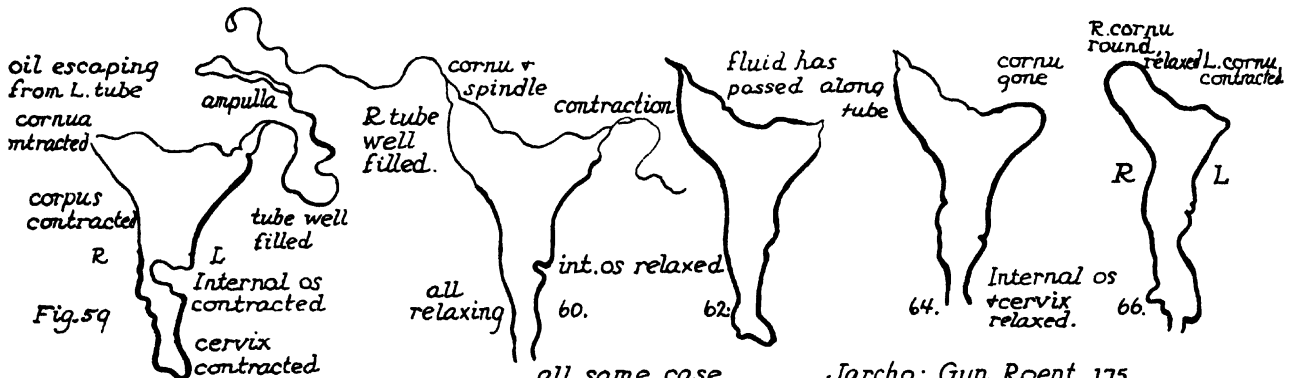 oil escaping
from L. tube
cornua
ntracted
corpus
contracted
R
L
ampulla
tube well
filled
Internal os
contracted
cervix
contracted
Fig. 59
R tube
well
filled.
cornu +
spindle
contraction
all
relaxing
int. os relaxed
60.
all same case
fluid has
passed along
tube
62.
cornu
gone
64.
Internal os
+ cervix
relaxed.
R. cornu
round,
relaxed L. cornu
contracted
R
L
66.
Jarcho: Gyn Roent. 175